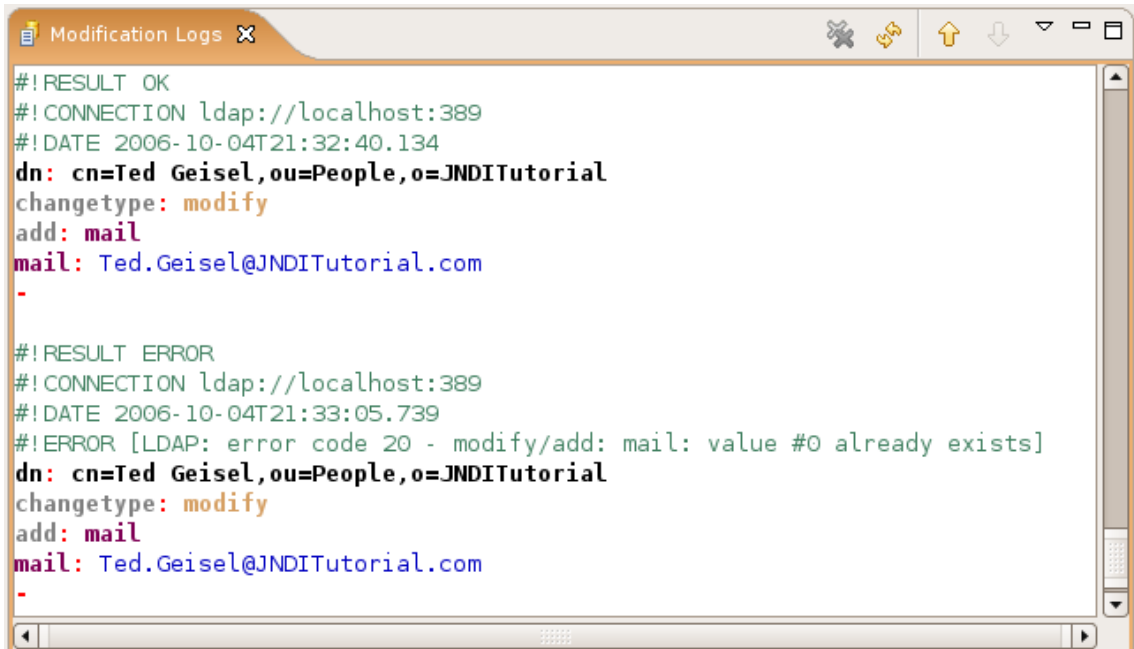 Modification Logs
#!RESULT OK
#!CONNECTION ldap://localhost:389
#!DATE 2006-10-04T21:32:40.134
dn: cn=Ted Geisel,ou=People,o=JNDITutorial
changetype: modify
add: mail
mail: Ted.Geisel@JNDITutorial.com
-
#!RESULT ERROR
#!CONNECTION ldap://localhost:389
#!DATE 2006-10-04T21:33:05.739
#!ERROR [LDAP: error code 20 - modify/add: mail: value #0 already exists]
dn: cn=Ted Geisel,ou=People,o=JNDITutorial
changetype: modify
add: mail
mail: Ted.Geisel@JNDITutorial.com
-